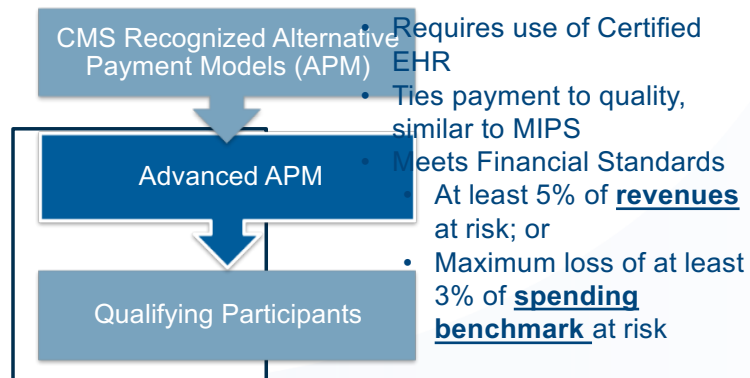 CMS Recognized Alternative
Payment Models (APM)
Advanced APM
Qualifying Participants
• Requires use of Certified
EHR
• Ties payment to quality,
similar to MIPS
• Meets Financial Standards
• At least 5% of revenues
at risk; or
• Maximum loss of at least
3% of spending
benchmark at risk